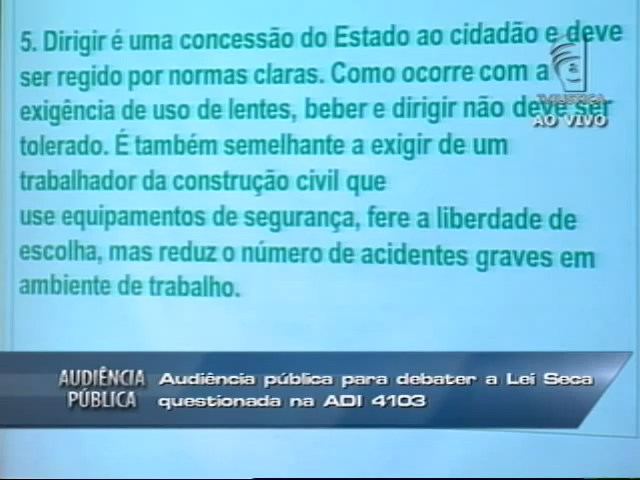 5. Dirigir é uma concessão do Estado ao cidadão e deve
ser regido por normas claras. Como ocorre com a
exigência de uso de lentes, beber e dirigir não deve ser
tolerado. É também semelhante a exigir de um
trabalhador da construção civil que
use equipamentos de segurança, fere a liberdade de
escolha, mas reduz o número de acidentes graves em
ambiente de trabalho.
AO VIVO
AUDIÊNCIA
PÚBLICA
Audiência pública para debater a Lei Seca
questionada na ADI 4103